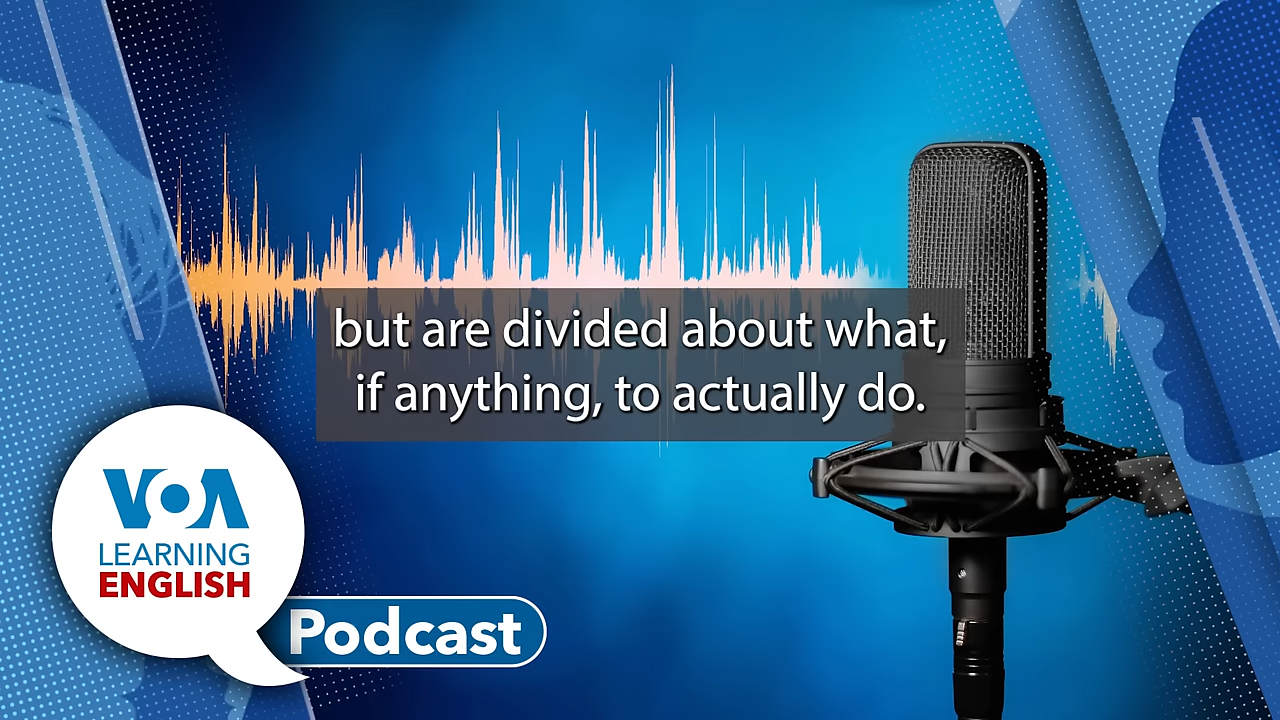 but are divided about what,
if anything, to actually do.
VOA
LEARNING
ENGLISH
Podcast